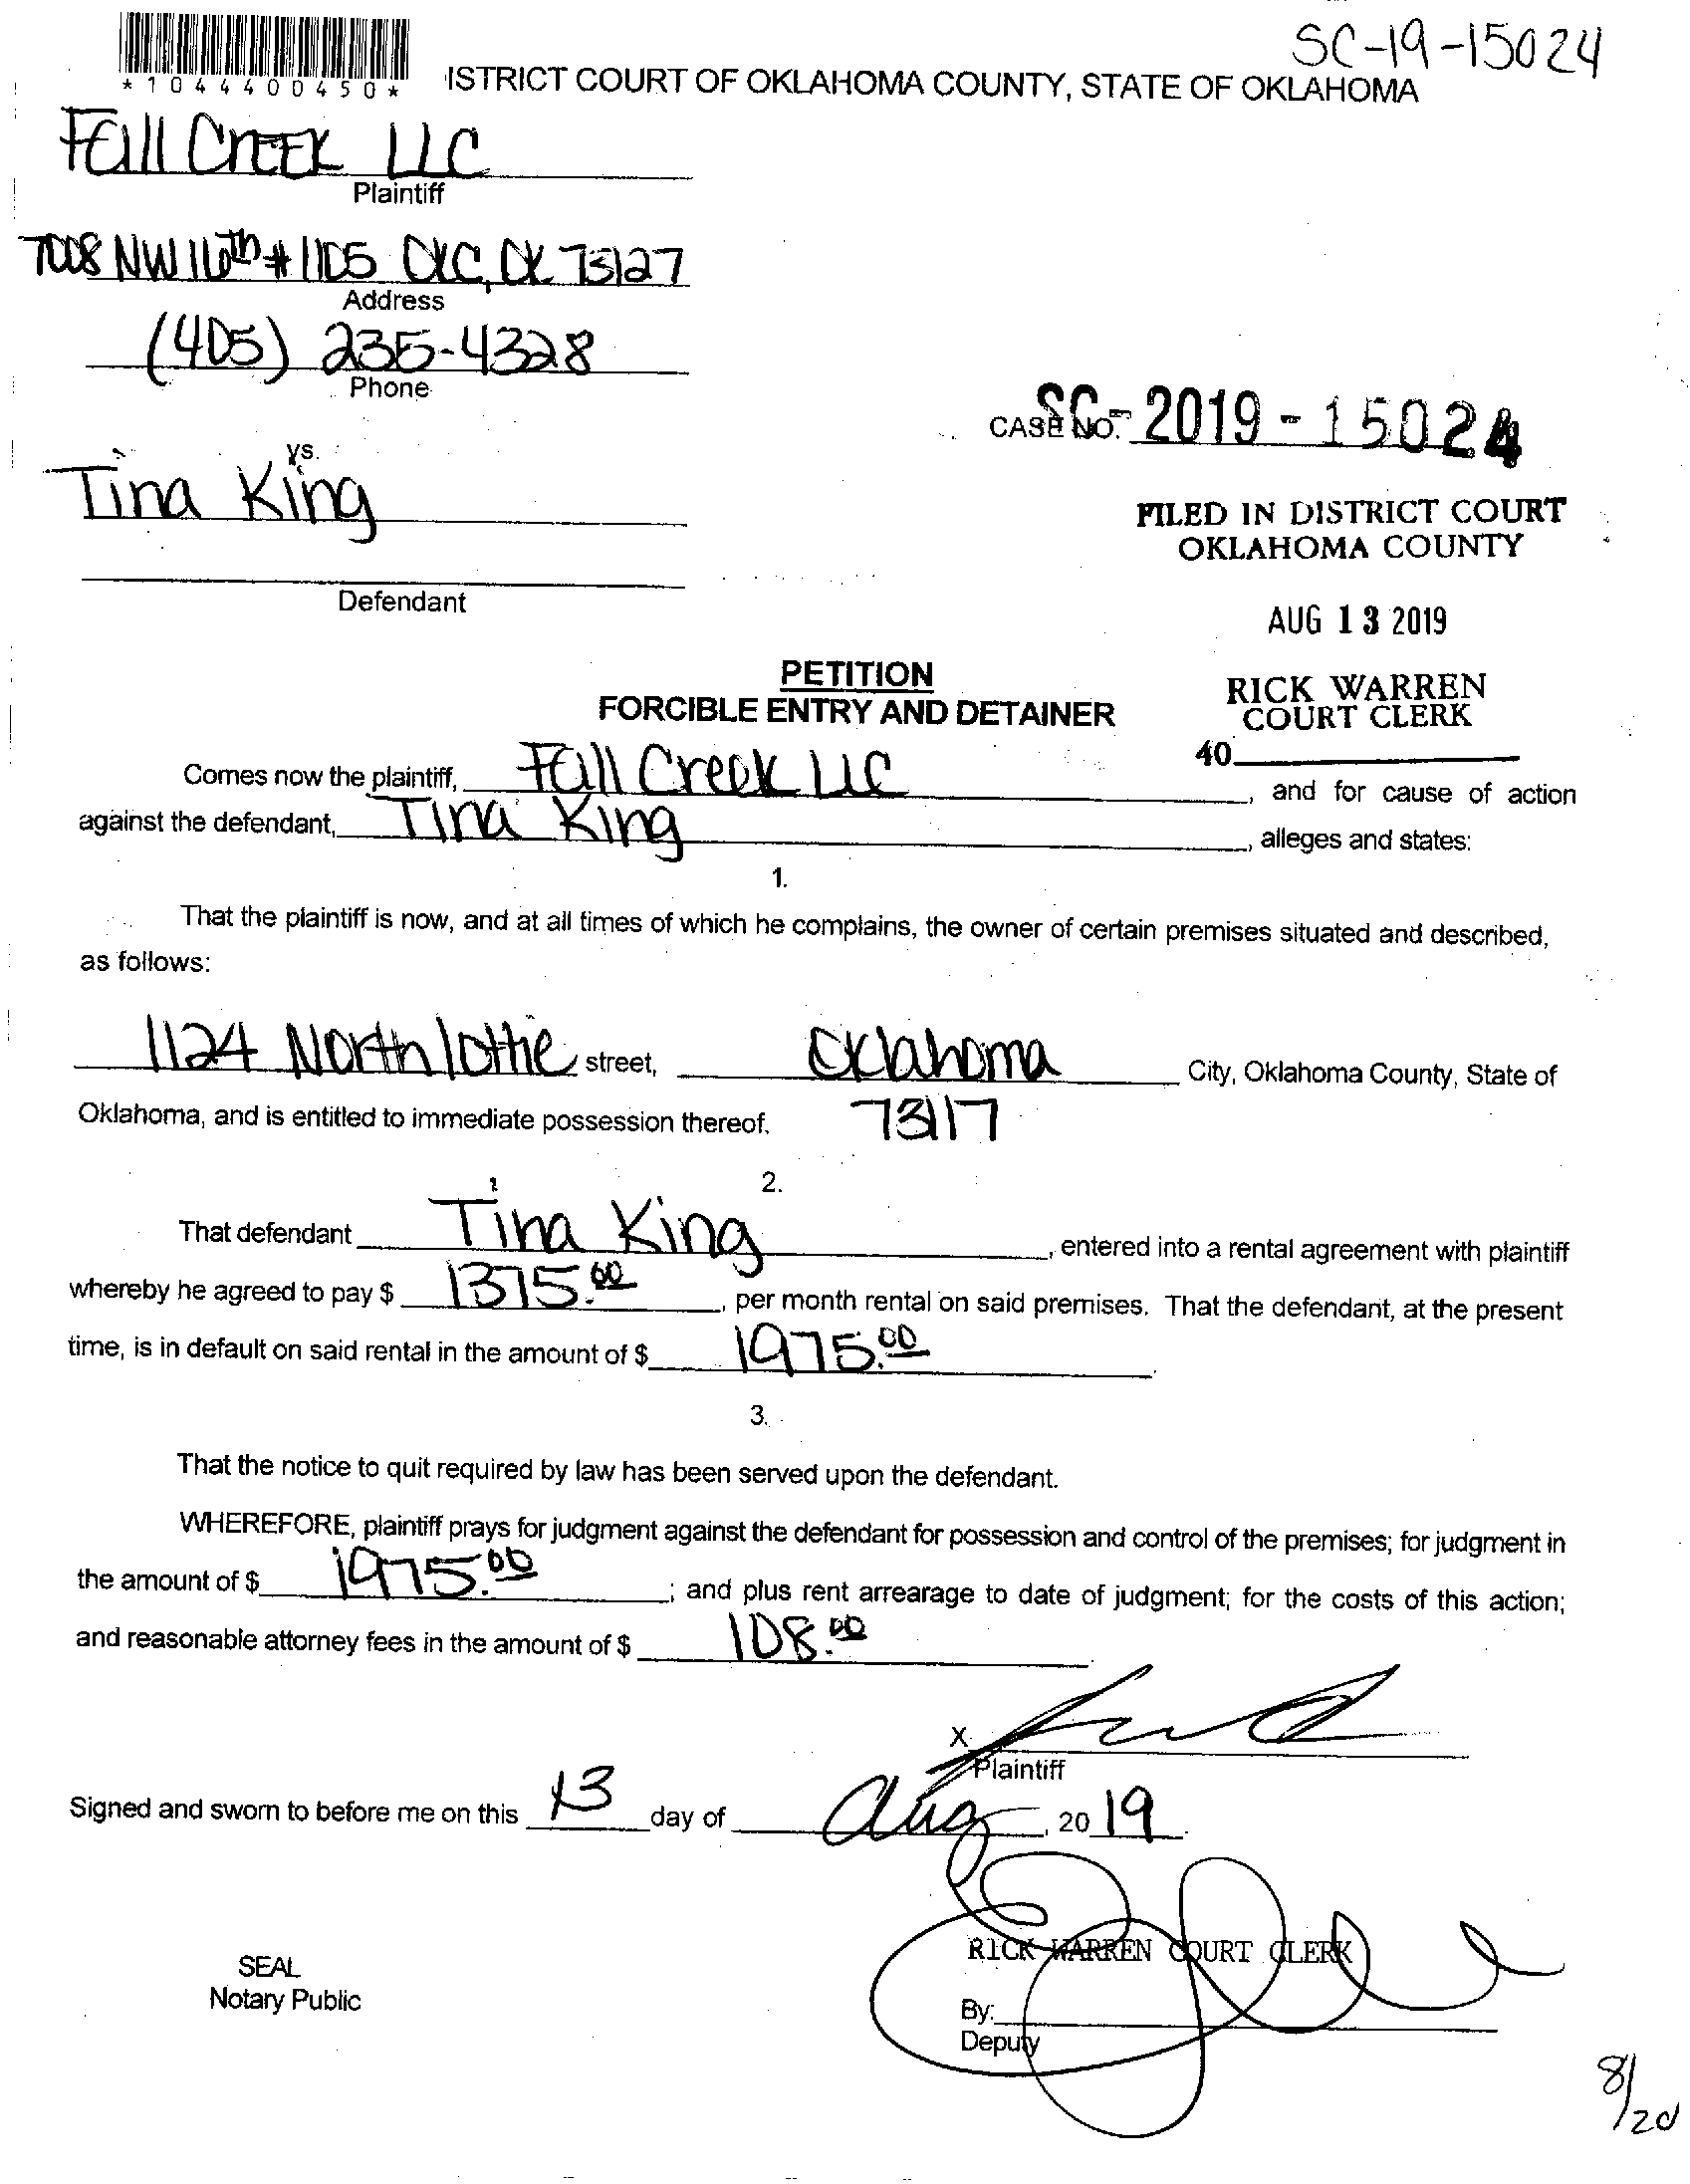 SC-19-15024
*1044400450*
ISTRICT COURT OF OKLAHOMA COUNTY, STATE OF OKLAHOMA
Fall Creek LLC
Plaintiff
7008 NW 16th #1105 OKC, OK 73127
Address
(405) 235-4328
Phone
CASE NO. SC-2019-15024
vs.
Tina King
FILED IN DISTRICT COURT
OKLAHOMA COUNTY
Defendant
AUG 13 2019
PETITION
FORCIBLE ENTRY AND DETAINER
RICK WARREN
COURT CLERK
40
Comes now the plaintiff, Fall Creek LLC, and for cause of action
against the defendant, Tina King, alleges and states:
1.
That the plaintiff is now, and at all times of which he complains, the owner of certain premises situated and described,
as follows:
1124 North lottie street, Oklahoma City, Oklahoma County, State of
Oklahoma, and is entitled to immediate possession thereof. 73117
2.
That defendant Tina King, entered into a rental agreement with plaintiff
whereby he agreed to pay $ 1375.00, per month rental on said premises. That the defendant, at the present
time, is in default on said rental in the amount of $ 1975.00.
3.
That the notice to quit required by law has been served upon the defendant.
WHEREFORE, plaintiff prays for judgment against the defendant for possession and control of the premises; for judgment in
the amount of $ 1975.00; and plus rent arrearage to date of judgment; for the costs of this action;
and reasonable attorney fees in the amount of $ 108.00.
X
Plaintiff
Signed and sworn to before me on this 13 day of Aug, 20 19.
RICK WARREN COURT CLERK
SEAL
Notary Public
By:
Deputy
8/20